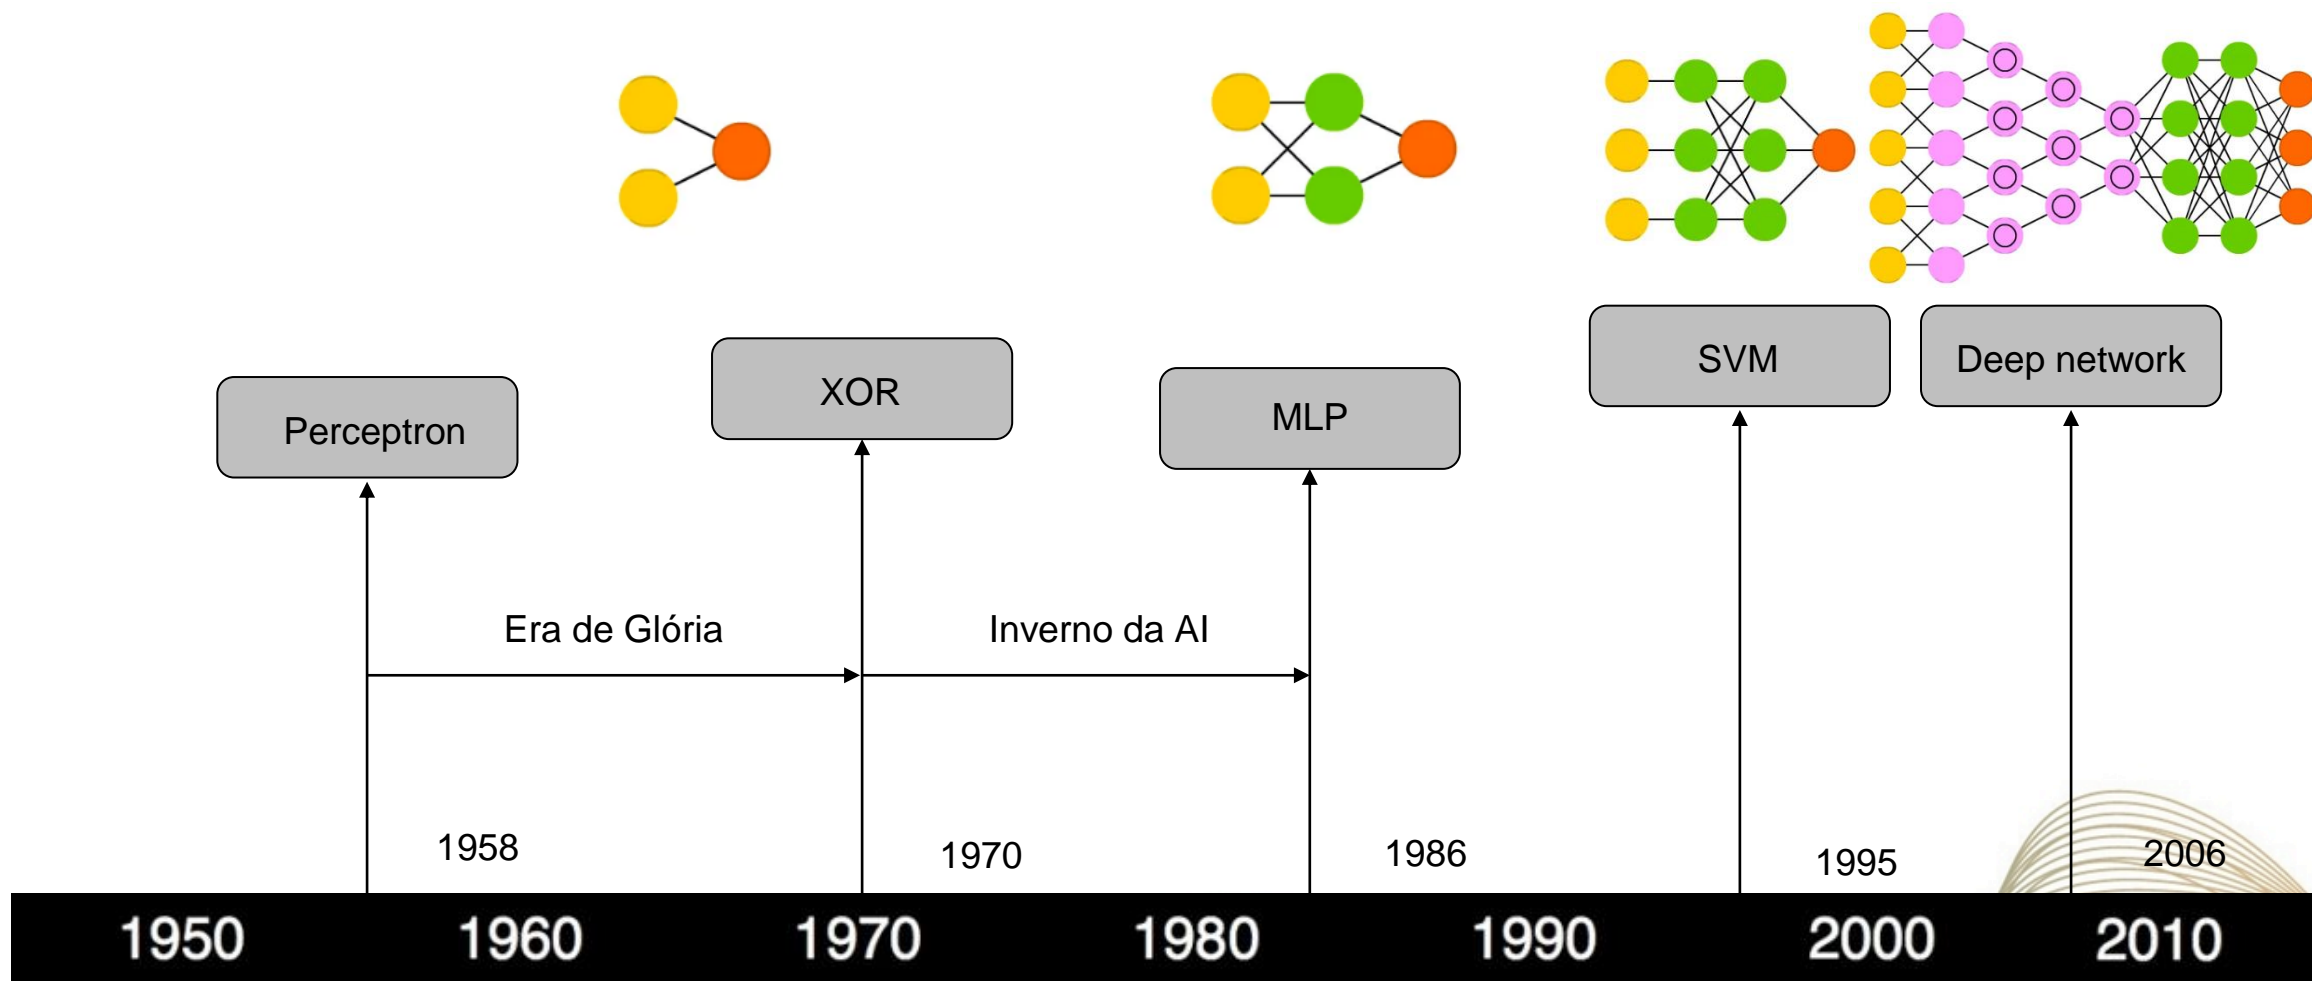 SVM
Deep network
XOR
MLP
Perceptron
Era de Glória
Inverno da AI
1958
1970
1986
1995
2006
1950
1960
1970
1980
1990
2000
2010